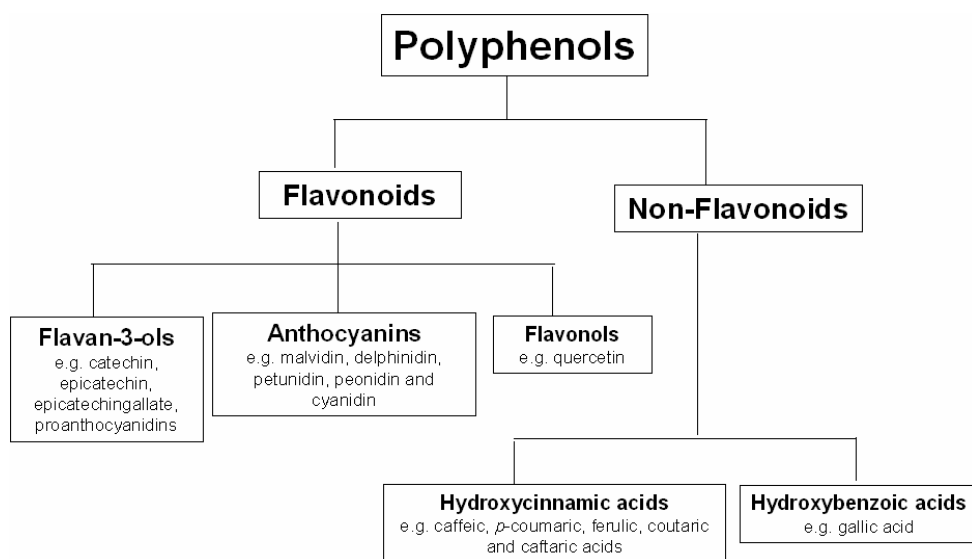 Polyphenols
Flavonoids
Non-Flavonoids
Flavan-3-ols
e.g. catechin,
epicatechin,
epicatechingallate,
proanthocyanidins
Anthocyanins
e.g. malvidin, delphinidin,
petunidin, peonidin and
cyanidin
Flavonols
e.g. quercetin
Hydroxycinnamic acids
e.g. caffeic, p-coumaric, ferulic, coutaric
and caftaric acids
Hydroxybenzoic acids
e.g. gallic acid